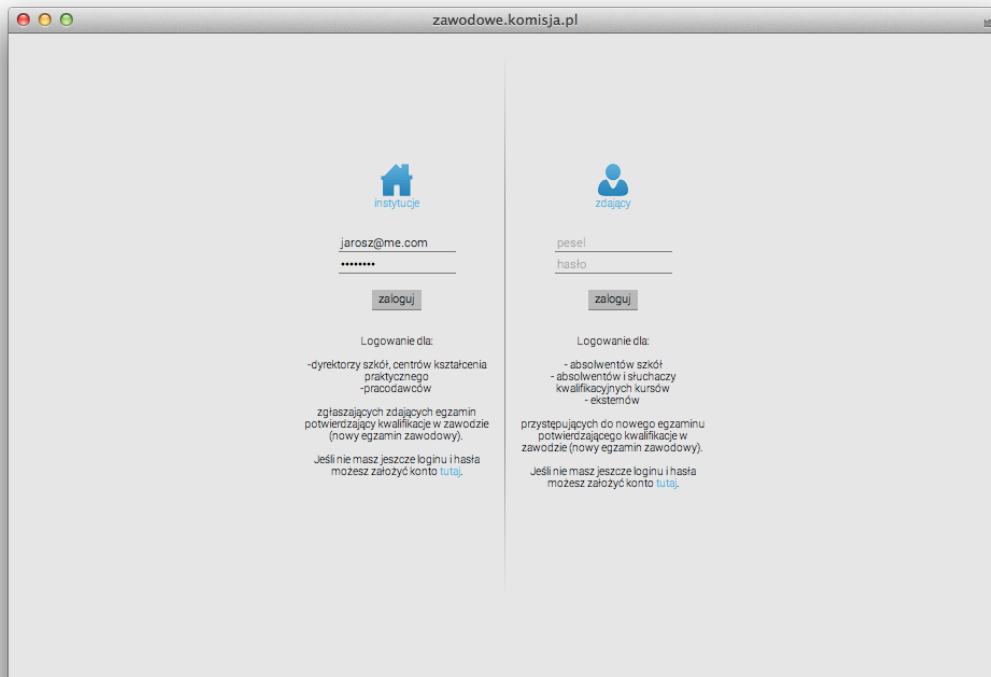 zawodowe.komisja.pl
instytucje
jarosz@me.com
••••••••
zaloguj
Logowanie dla:
-dyrektorzy szkół, centrów kształcenia
praktycznego
-pracodawców
zgłaszających zdających egzamin
potwierdzający kwalifikacje w zawodzie
(nowy egzamin zawodowy).
Jeśli nie masz jeszcze loginu i hasła
możesz założyć konto tutaj.
zdający
pesel
hasło
zaloguj
Logowanie dla:
- absolwentów szkół
- absolwentów i słuchaczy
kwalifikacyjnych kursów
- eksternów
przystępujących do nowego egzaminu
potwierdzającego kwalifikacje w
zawodzie (nowy egzamin zawodowy).
Jeśli nie masz jeszcze loginu i hasła
możesz założyć konto tutaj.